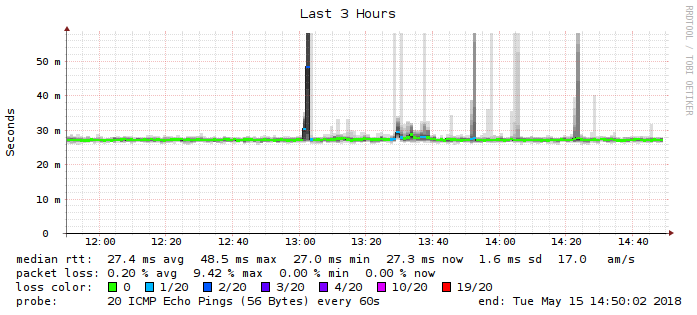 Last 3 Hours
RRDTOOL / TOBI OETIKER
Seconds
50 m
40 m
30 m
20 m
10 m
0
12:00 12:20 12:40 13:00 13:20 13:40 14:00 14:20 14:40
median rtt: 27.4 ms avg 48.5 ms max 27.0 ms min 27.3 ms now 1.6 ms sd 17.0 am/s
packet loss: 0.20 % avg 9.42 % max 0.00 % min 0.00 % now
loss color: 0 1/20 2/20 3/20 4/20 10/20 19/20
probe: 20 ICMP Echo Pings (56 Bytes) every 60s end: Tue May 15 14:50:02 2018